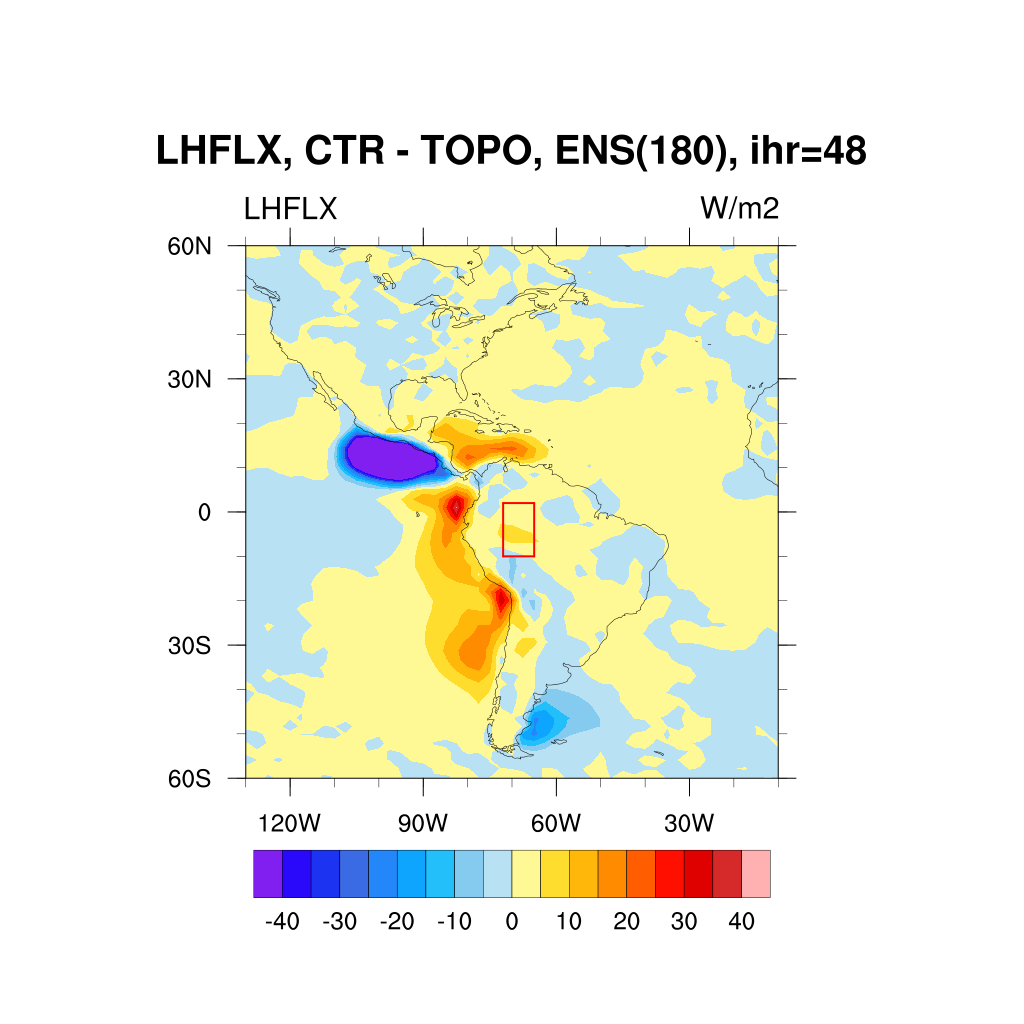 LHFLX, CTR - TOPO, ENS(180), ihr=48
LHFLX W/m2
60N
30N
0
30S
60S
120W 90W 60W 30W
-40 -30 -20 -10 0 10 20 30 40